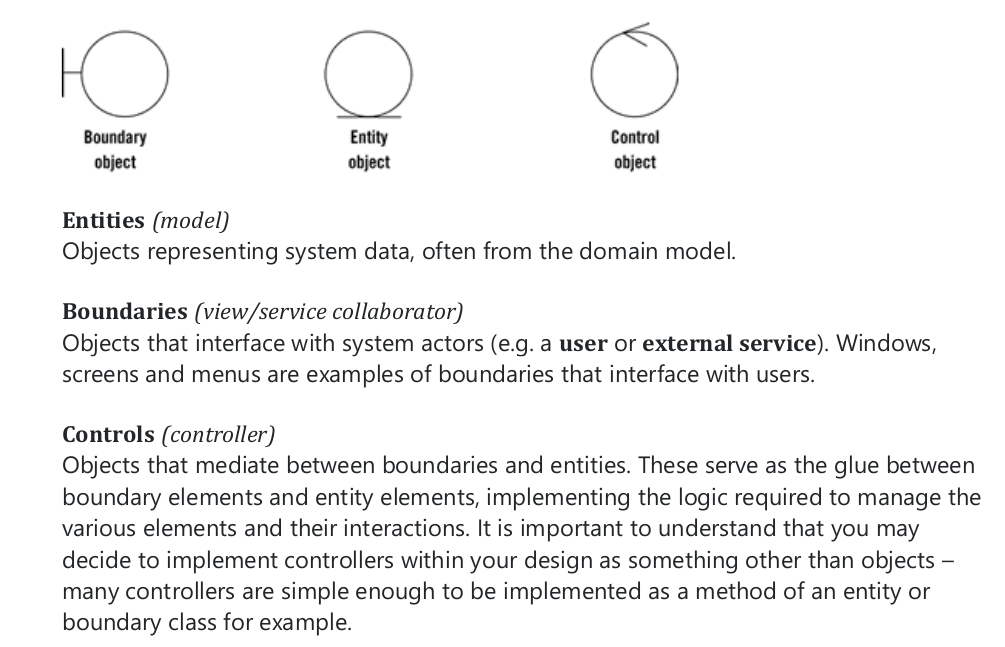 Boundary object
Entity object
Control object
Entities (model)
Objects representing system data, often from the domain model.
Boundaries (view/service collaborator)
Objects that interface with system actors (e.g. a user or external service). Windows,
screens and menus are examples of boundaries that interface with users.
Controls (controller)
Objects that mediate between boundaries and entities. These serve as the glue between
boundary elements and entity elements, implementing the logic required to manage the
various elements and their interactions. It is important to understand that you may
decide to implement controllers within your design as something other than objects –
many controllers are simple enough to be implemented as a method of an entity or
boundary class for example.